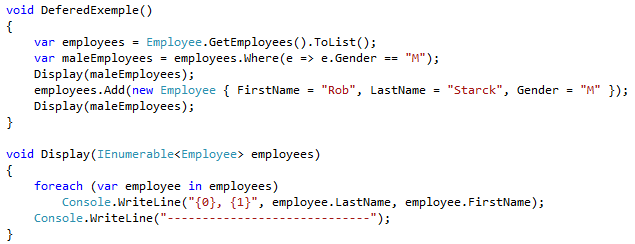 void DeferedExemple()
{
    var employees = Employee.GetEmployees().ToList();
    var maleEmployees = employees.Where(e => e.Gender == "M");
    Display(maleEmployees);
    employees.Add(new Employee { FirstName = "Rob", LastName = "Starck", Gender = "M" });
    Display(maleEmployees);
}

void Display(IEnumerable<Employee> employees)
{
    foreach (var employee in employees)
        Console.WriteLine("{0}, {1}", employee.LastName, employee.FirstName);
    Console.WriteLine("-----------------------------");
}